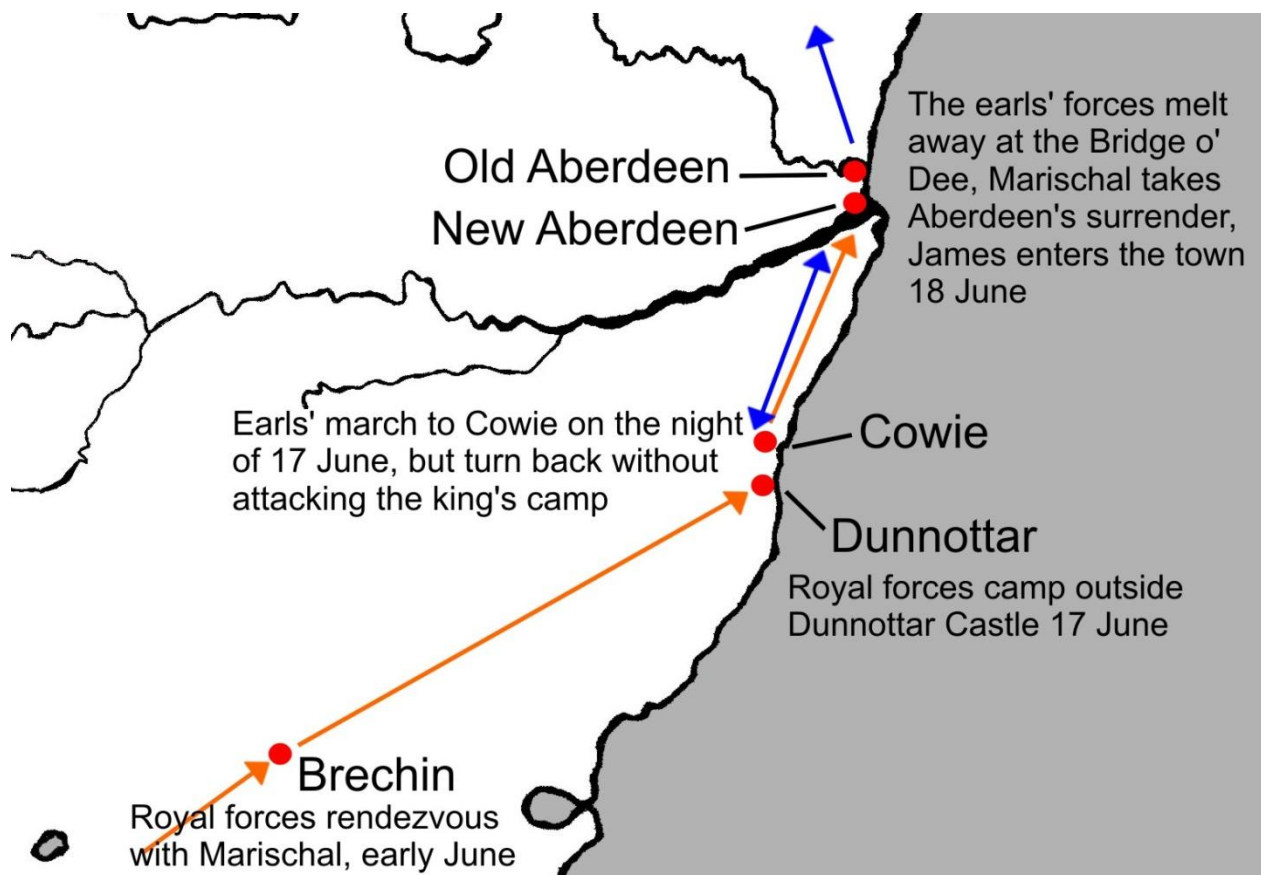 Old Aberdeen
New Aberdeen
The earls' forces melt
away at the Bridge o'
Dee, Marischal takes
Aberdeen's surrender,
James enters the town
18 June
Earls' march to Cowie on the night
of 17 June, but turn back without
attacking the king's camp
Cowie
Dunnottar
Royal forces camp outside
Dunnottar Castle 17 June
Brechin
Royal forces rendezvous
with Marischal, early June